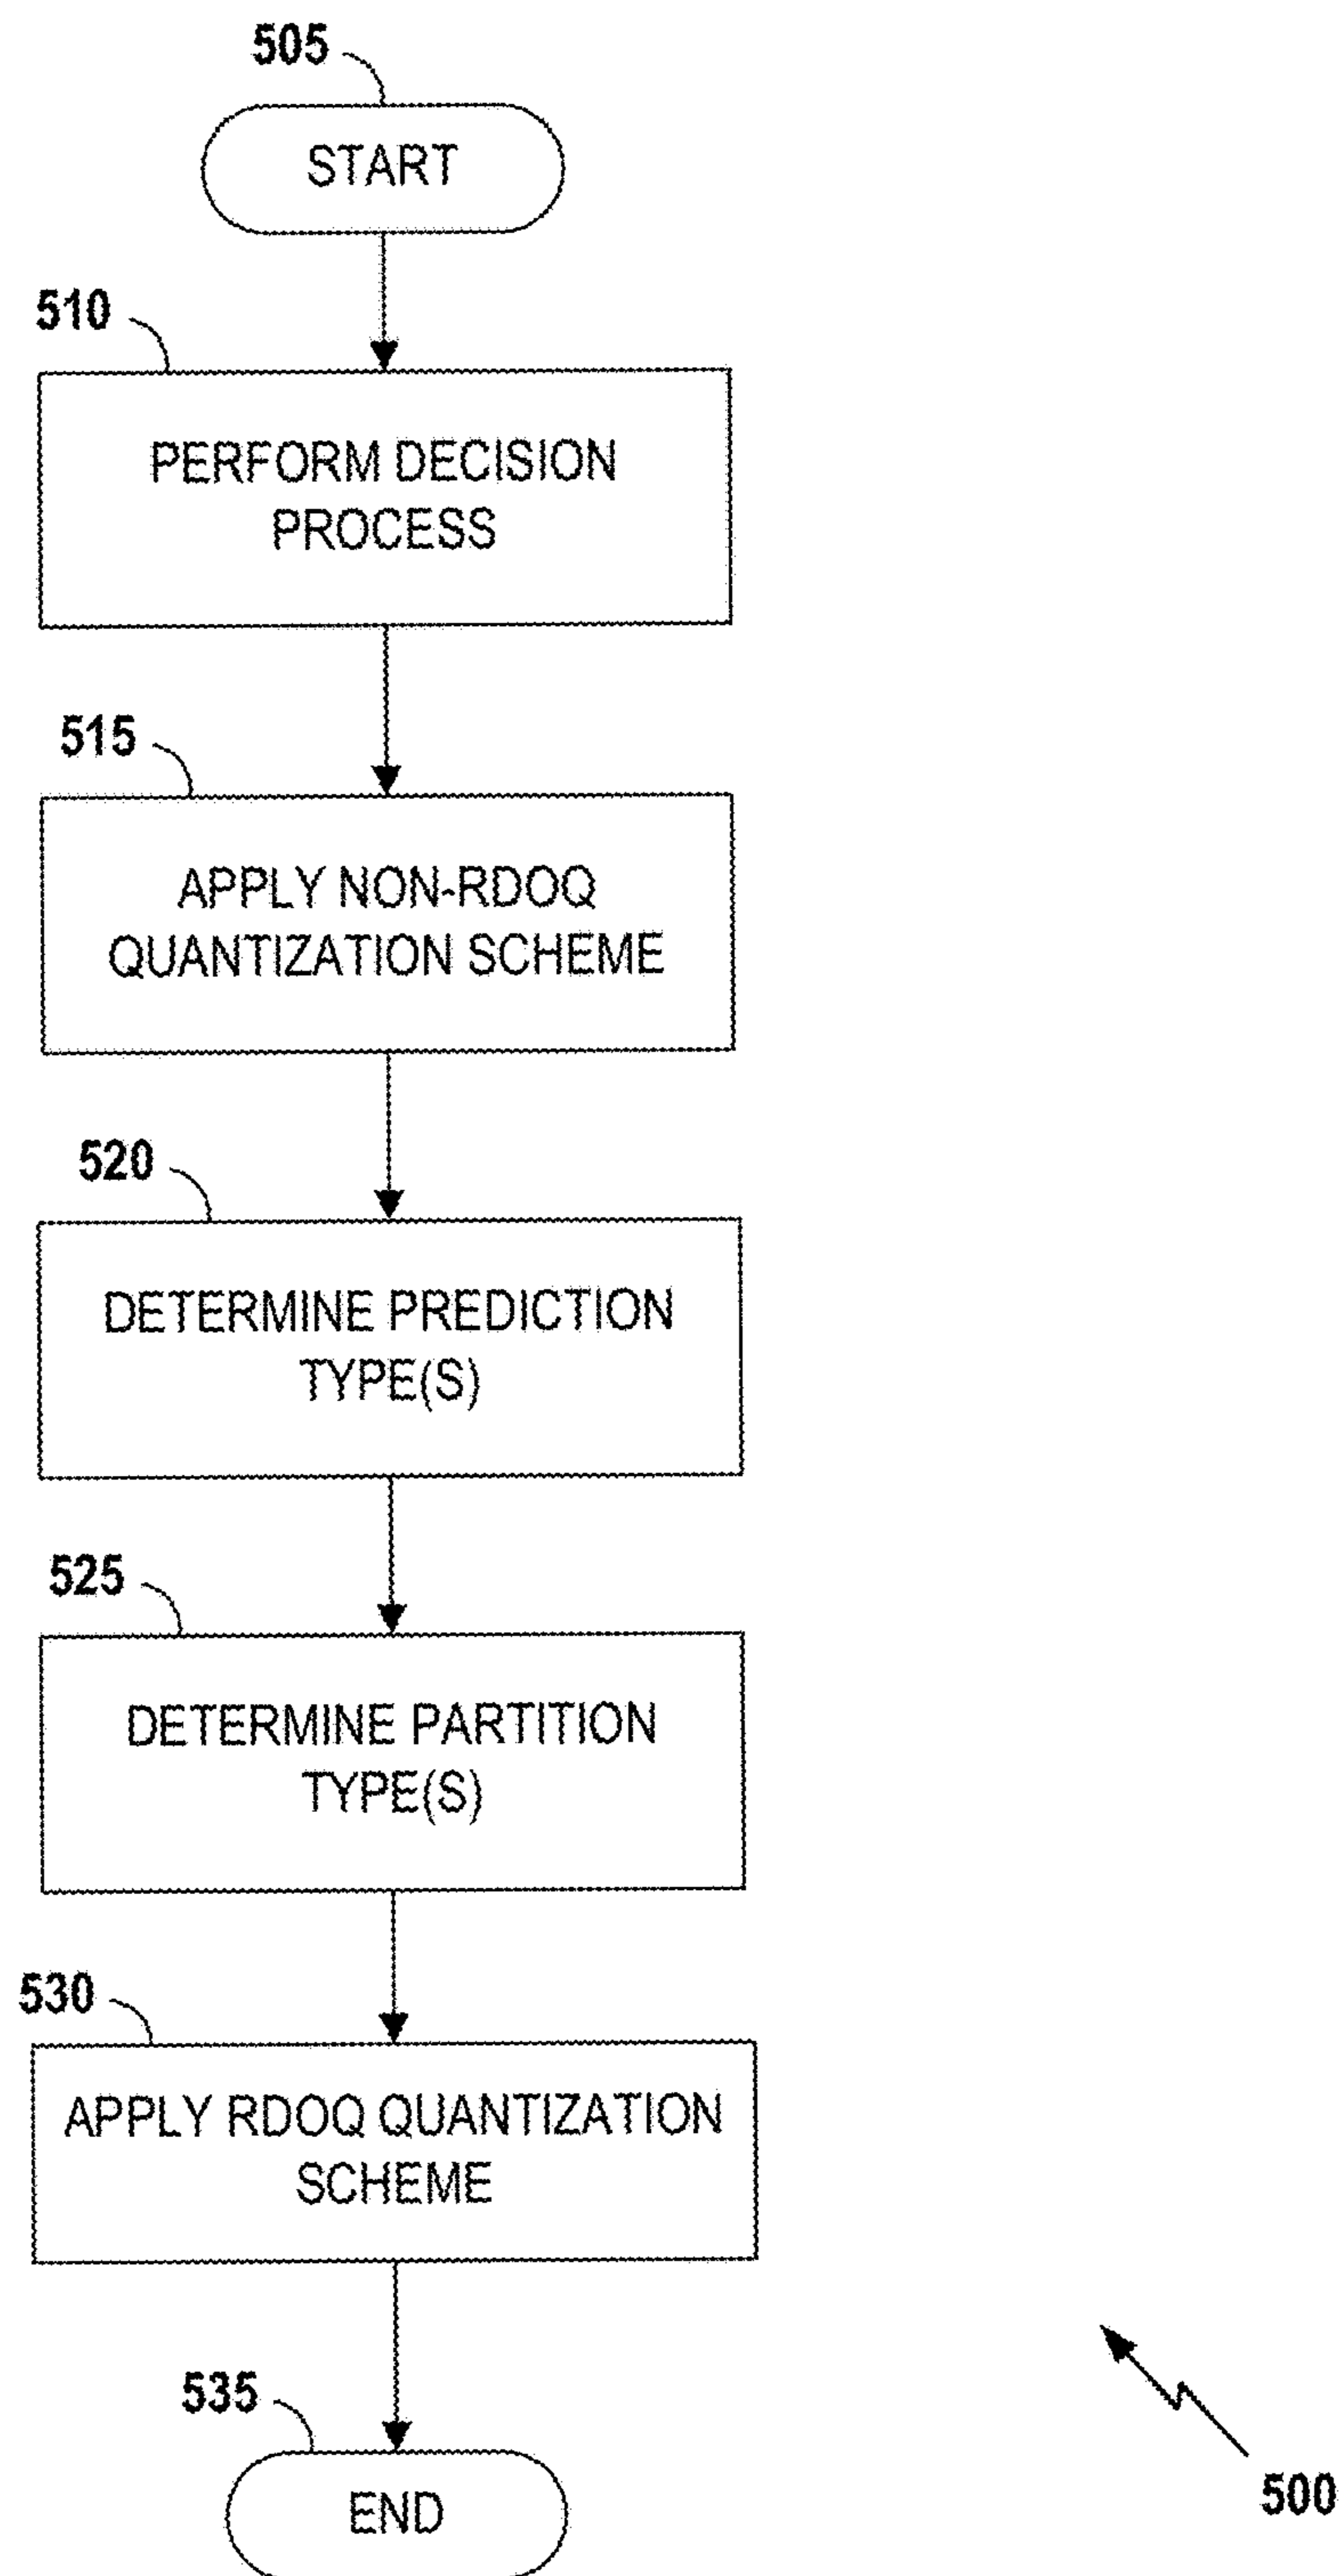 505
START
510
PERFORM DECISION
PROCESS
515
APPLY NON-RDOQ
QUANTIZATION SCHEME
520
DETERMINE PREDICTION
TYPE(S)
525
DETERMINE PARTITION
TYPE(S)
530
APPLY RDOQ QUANTIZATION
SCHEME
535
END
500